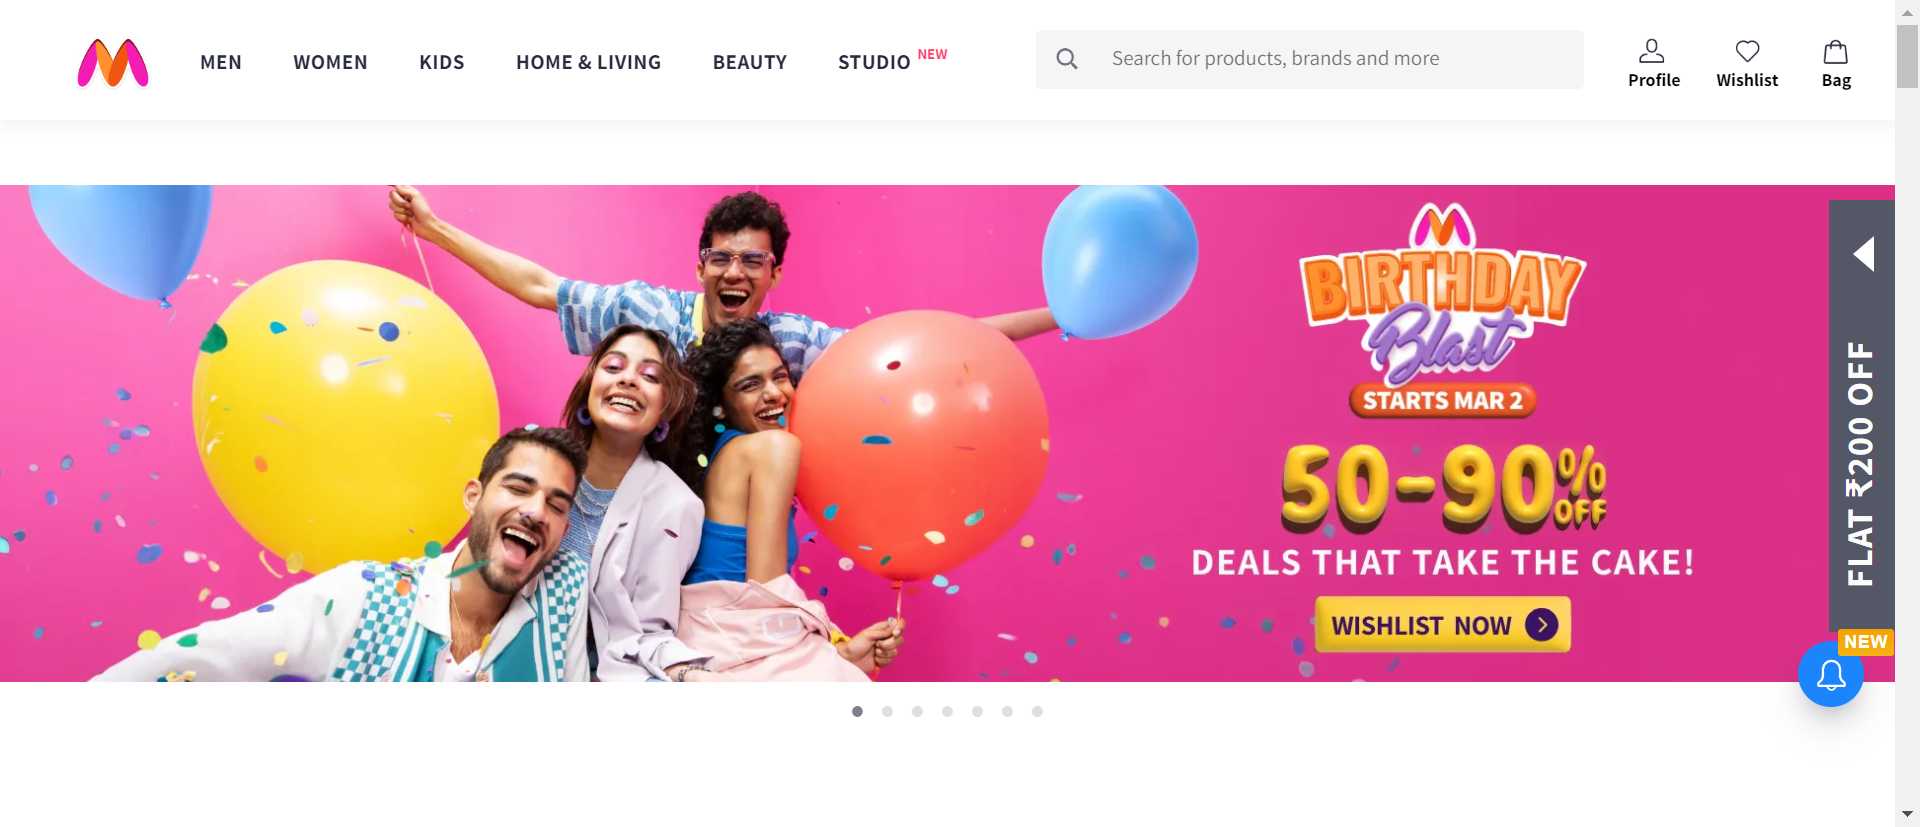 MEN WOMEN KIDS HOME & LIVING BEAUTY STUDIO NEW
Search for products, brands and more
Profile Wishlist Bag
BIRTHDAY
Blast
STARTS MAR 2
50-90% OFF
DEALS THAT TAKE THE CAKE!
WISHLIST NOW
FLAT ₹200 OFF
NEW